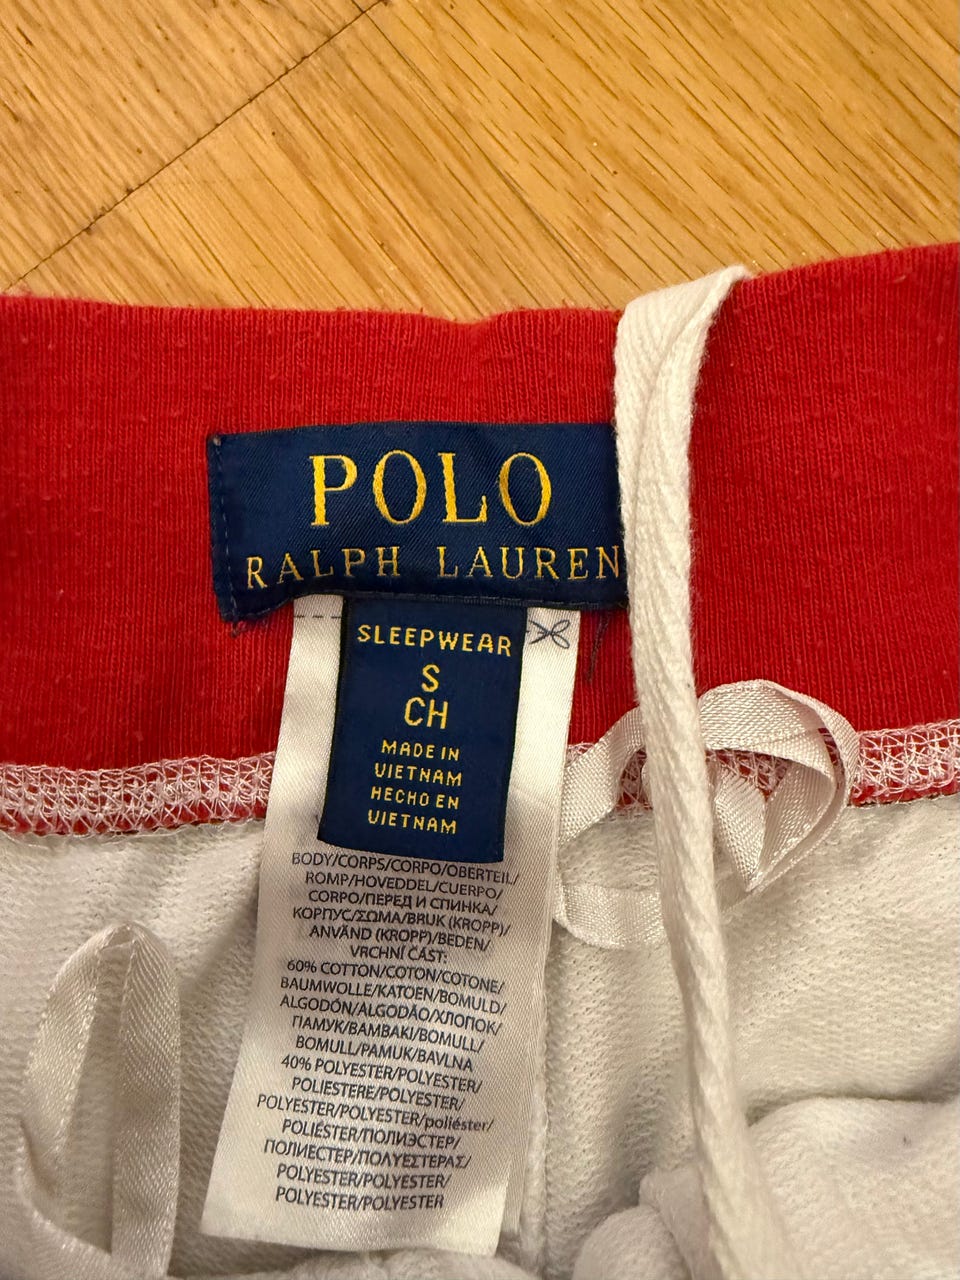 POLO
RALPH LAUREN
SLEEPWEAR
S
CH
MADE IN
VIETNAM
HECHO EN
VIETNAM
BODY/CORPS/CORPO/OBERTEIL/
ROMP/HOVEDDEL/CUERPO/
CORPO/ПЕРЕД И СПИНКА/
КОРПУС/ΣΩΜΑ/BRUK (KROPP)/
ANVÄND (KROPP)/BEDEN/
VRCHNÍ ČÁST:
60% COTTON/COTON/COTONE/
BAUMWOLLE/KATOEN/BOMULD/
ALGODÓN/ALGODÃO/ХЛОПОК/
ПАМУК/ΒΑΜΒΑΚΙ/BOMULL/
BOMULL/PAMUK/BAVLNA
40% POLYESTER/POLYESTER/
POLIESTERE/POLYESTER/
POLYESTER/POLYESTER/poliéster/
POLIÉSTER/ПОЛИЭСТЕР/
ПОЛИЕСТЕР/ΠΟΛΥΕΣΤΕΡΑΣ/
POLYESTER/POLYESTER/
POLYESTER/POLYESTER